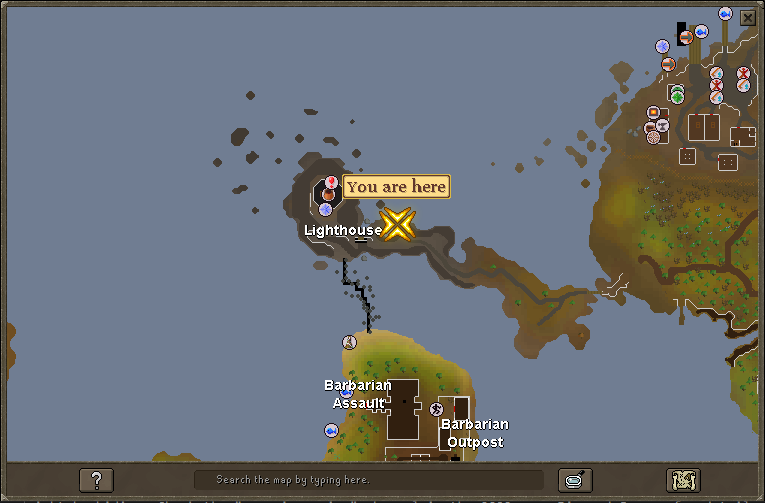 You are here
Lighthouse
Barbarian
Assault
Barbarian
Outpost
?
Search the map by typing here.